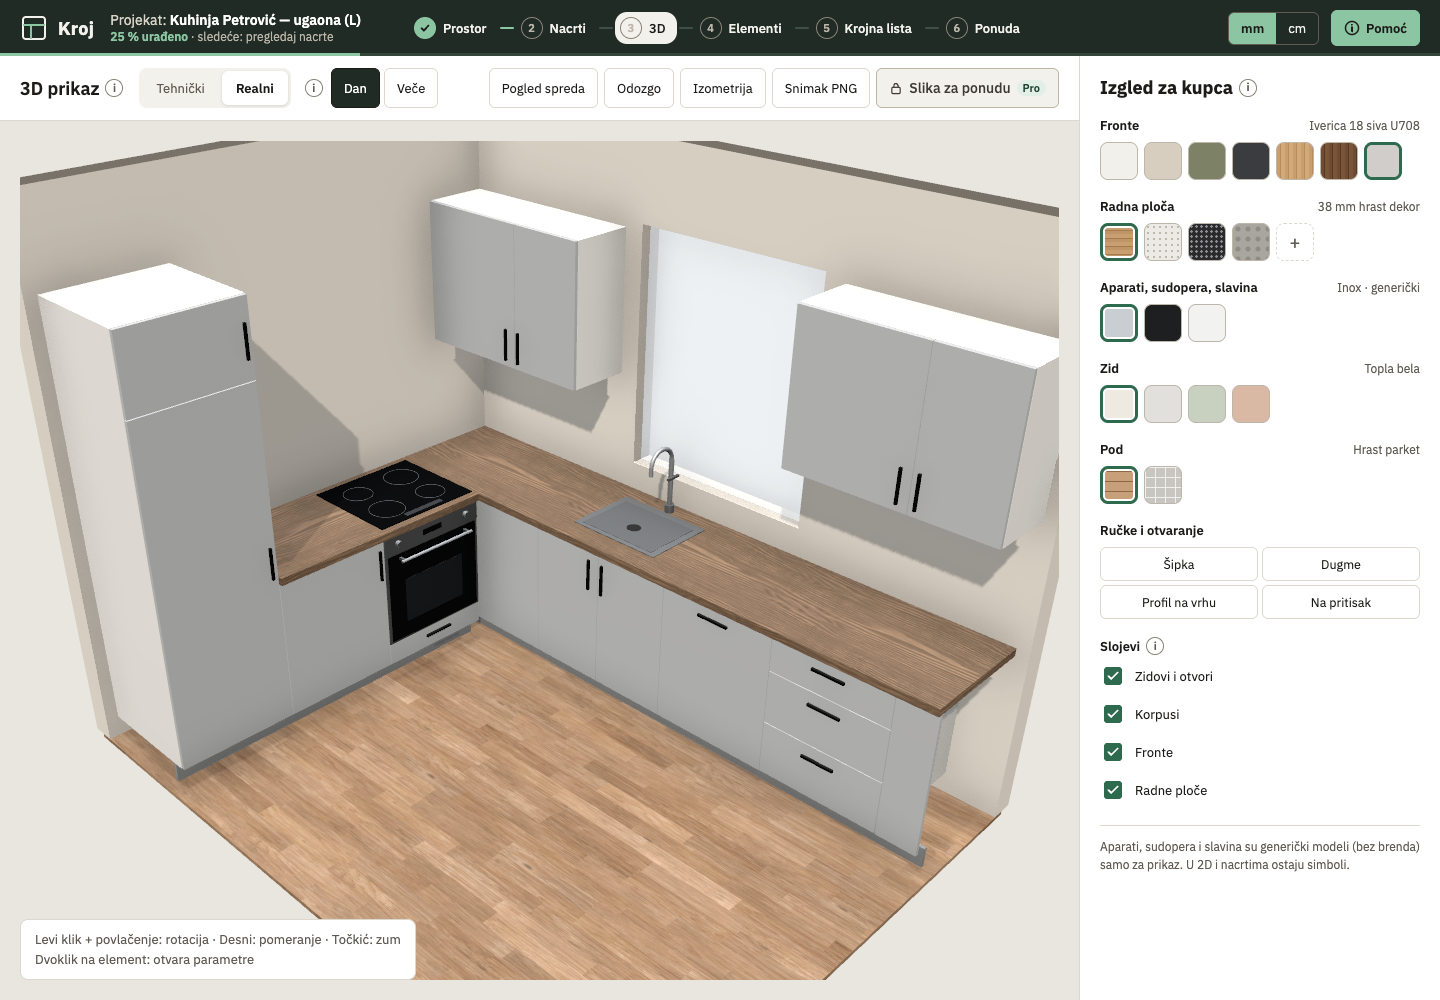 Kroj
Projekat: Kuhinja Petrović — ugaona (L)
25 % urađeno · sledeće: pregledaj nacrte
Prostor
2 Nacrti
3 3D
4 Elementi
5 Krojna lista
6 Ponuda
mm
cm
Pomoć
3D prikaz
Tehnički
Realni
Dan
Veče
Pogled spreda
Odozgo
Izometrija
Snimak PNG
Slika za ponudu Pro
Izgled za kupca
Fronte
Iverica 18 siva U708
Radna ploča
38 mm hrast dekor
+
Aparati, sudopera, slavina
Inox · generički
Zid
Topla bela
Pod
Hrast parket
Ručke i otvaranje
Šipka
Dugme
Profil na vrhu
Na pritisak
Slojevi
Zidovi i otvori
Korpusi
Fronte
Radne ploče
Aparati, sudopera i slavina su generički modeli (bez brenda)
samo za prikaz. U 2D i nacrtima ostaju simboli.
Levi klik + povlačenje: rotacija · Desni: pomeranje · Točkić: zum
Dvoklik na element: otvara parametre